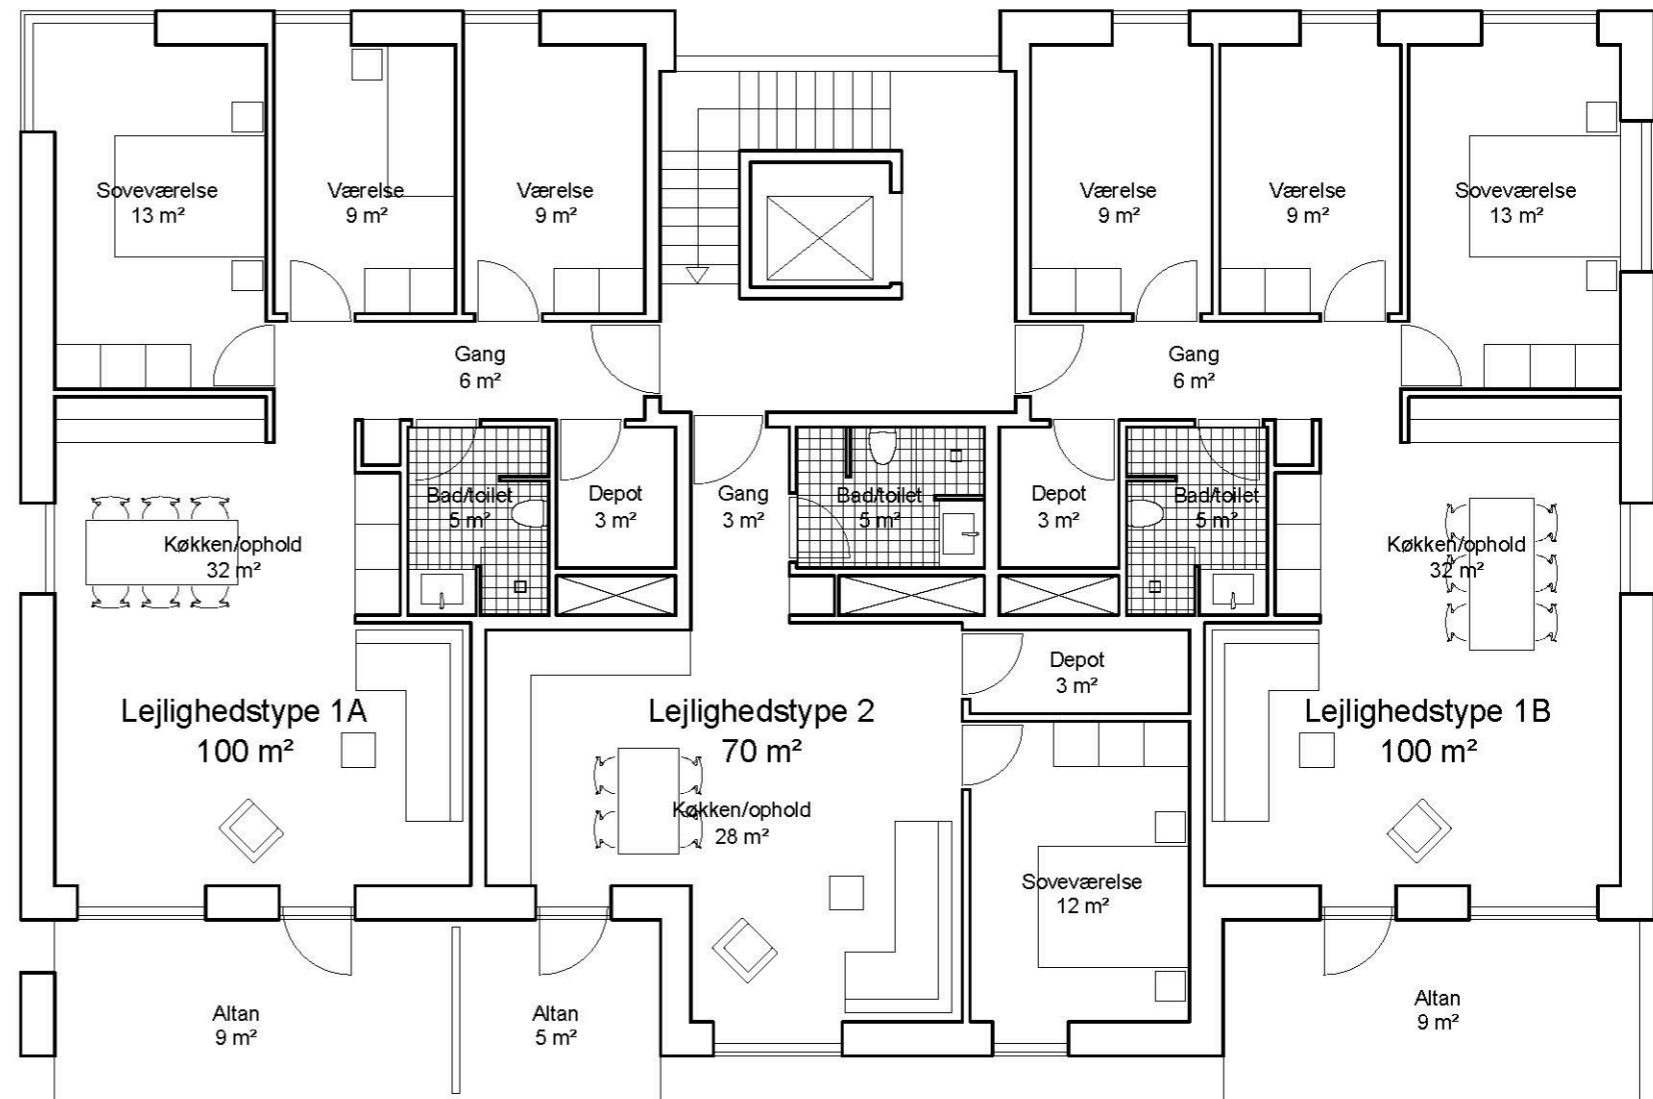 Soveværelse
13 m²
Værelse
9 m²
Værelse
9 m²
Værelse
9 m²
Værelse
9 m²
Soveværelse
13 m²
Gang
6 m²
Gang
6 m²
Bad/toilet
5 m²
Depot
3 m²
Gang
3 m²
Bad/toilet
5 m²
Depot
3 m²
Bad/toilet
5 m²
Køkken/ophold
32 m²
Køkken/ophold
32 m²
Depot
3 m²
Lejlighedstype 1A
100 m²
Lejlighedstype 2
70 m²
Lejlighedstype 1B
100 m²
Køkken/ophold
28 m²
Soveværelse
12 m²
Altan
9 m²
Altan
5 m²
Altan
9 m²